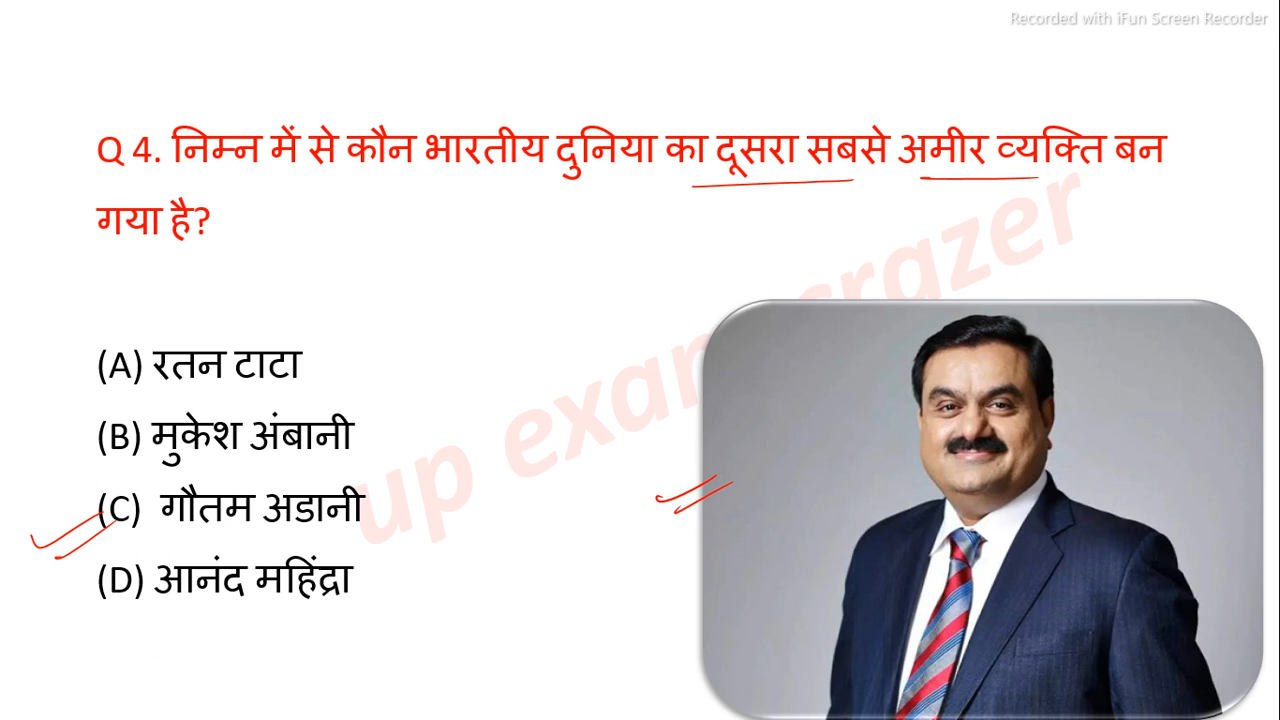 Recorded with iFun Screen Recorder
Q 4. निम्न में से कौन भारतीय दुनिया का दूसरा सबसे अमीर व्यक्ति बन
गया है?
(A) रतन टाटा
(B) मुकेश अंबानी
(C) गौतम अडानी
(D) आनंद महिंद्रा
up exam crazer